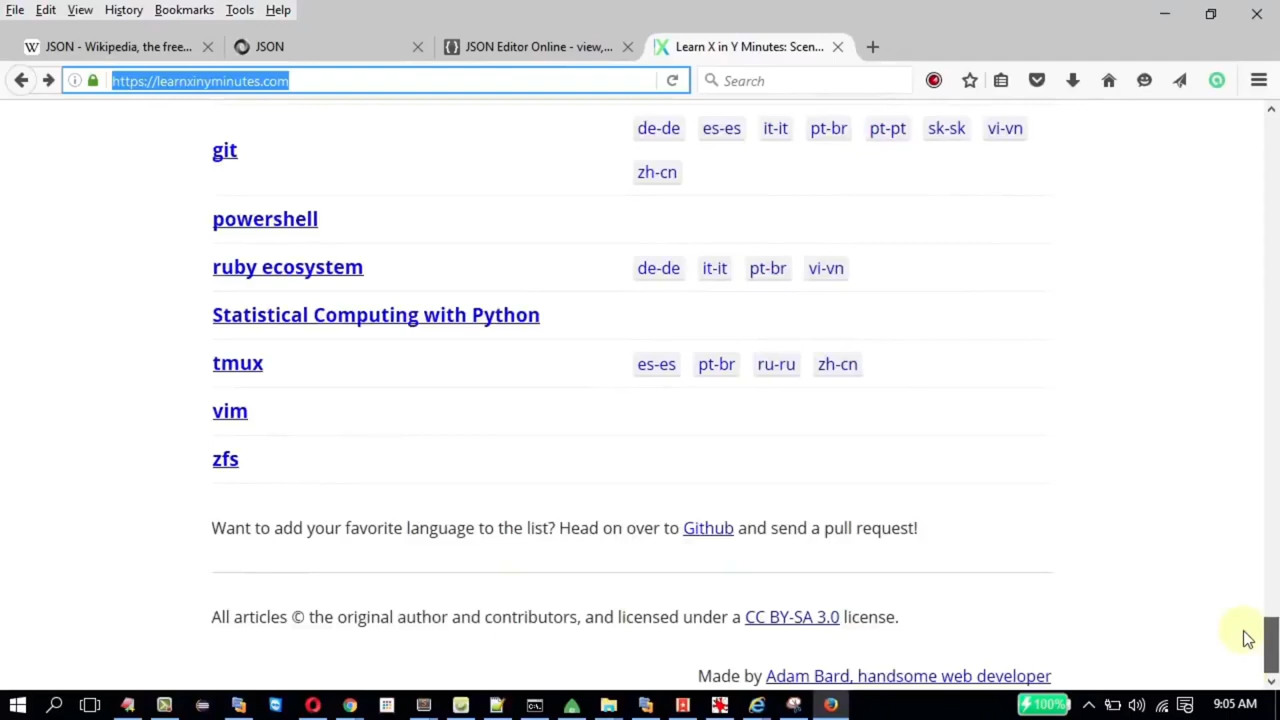 File Edit View History Bookmarks Tools Help
JSON - Wikipedia, the free... JSON JSON Editor Online - view,... Learn X in Y Minutes: Scen...
https://learnxinyminutes.com Search
de-de es-es it-it pt-br pt-pt sk-sk vi-vn
git
zh-cn
powershell
ruby ecosystem de-de it-it pt-br vi-vn
Statistical Computing with Python
tmux es-es pt-br ru-ru zh-cn
vim
zfs
Want to add your favorite language to the list? Head on over to Github and send a pull request!
All articles © the original author and contributors, and licensed under a CC BY-SA 3.0 license.
Made by Adam Bard, handsome web developer
100% 9:05 AM